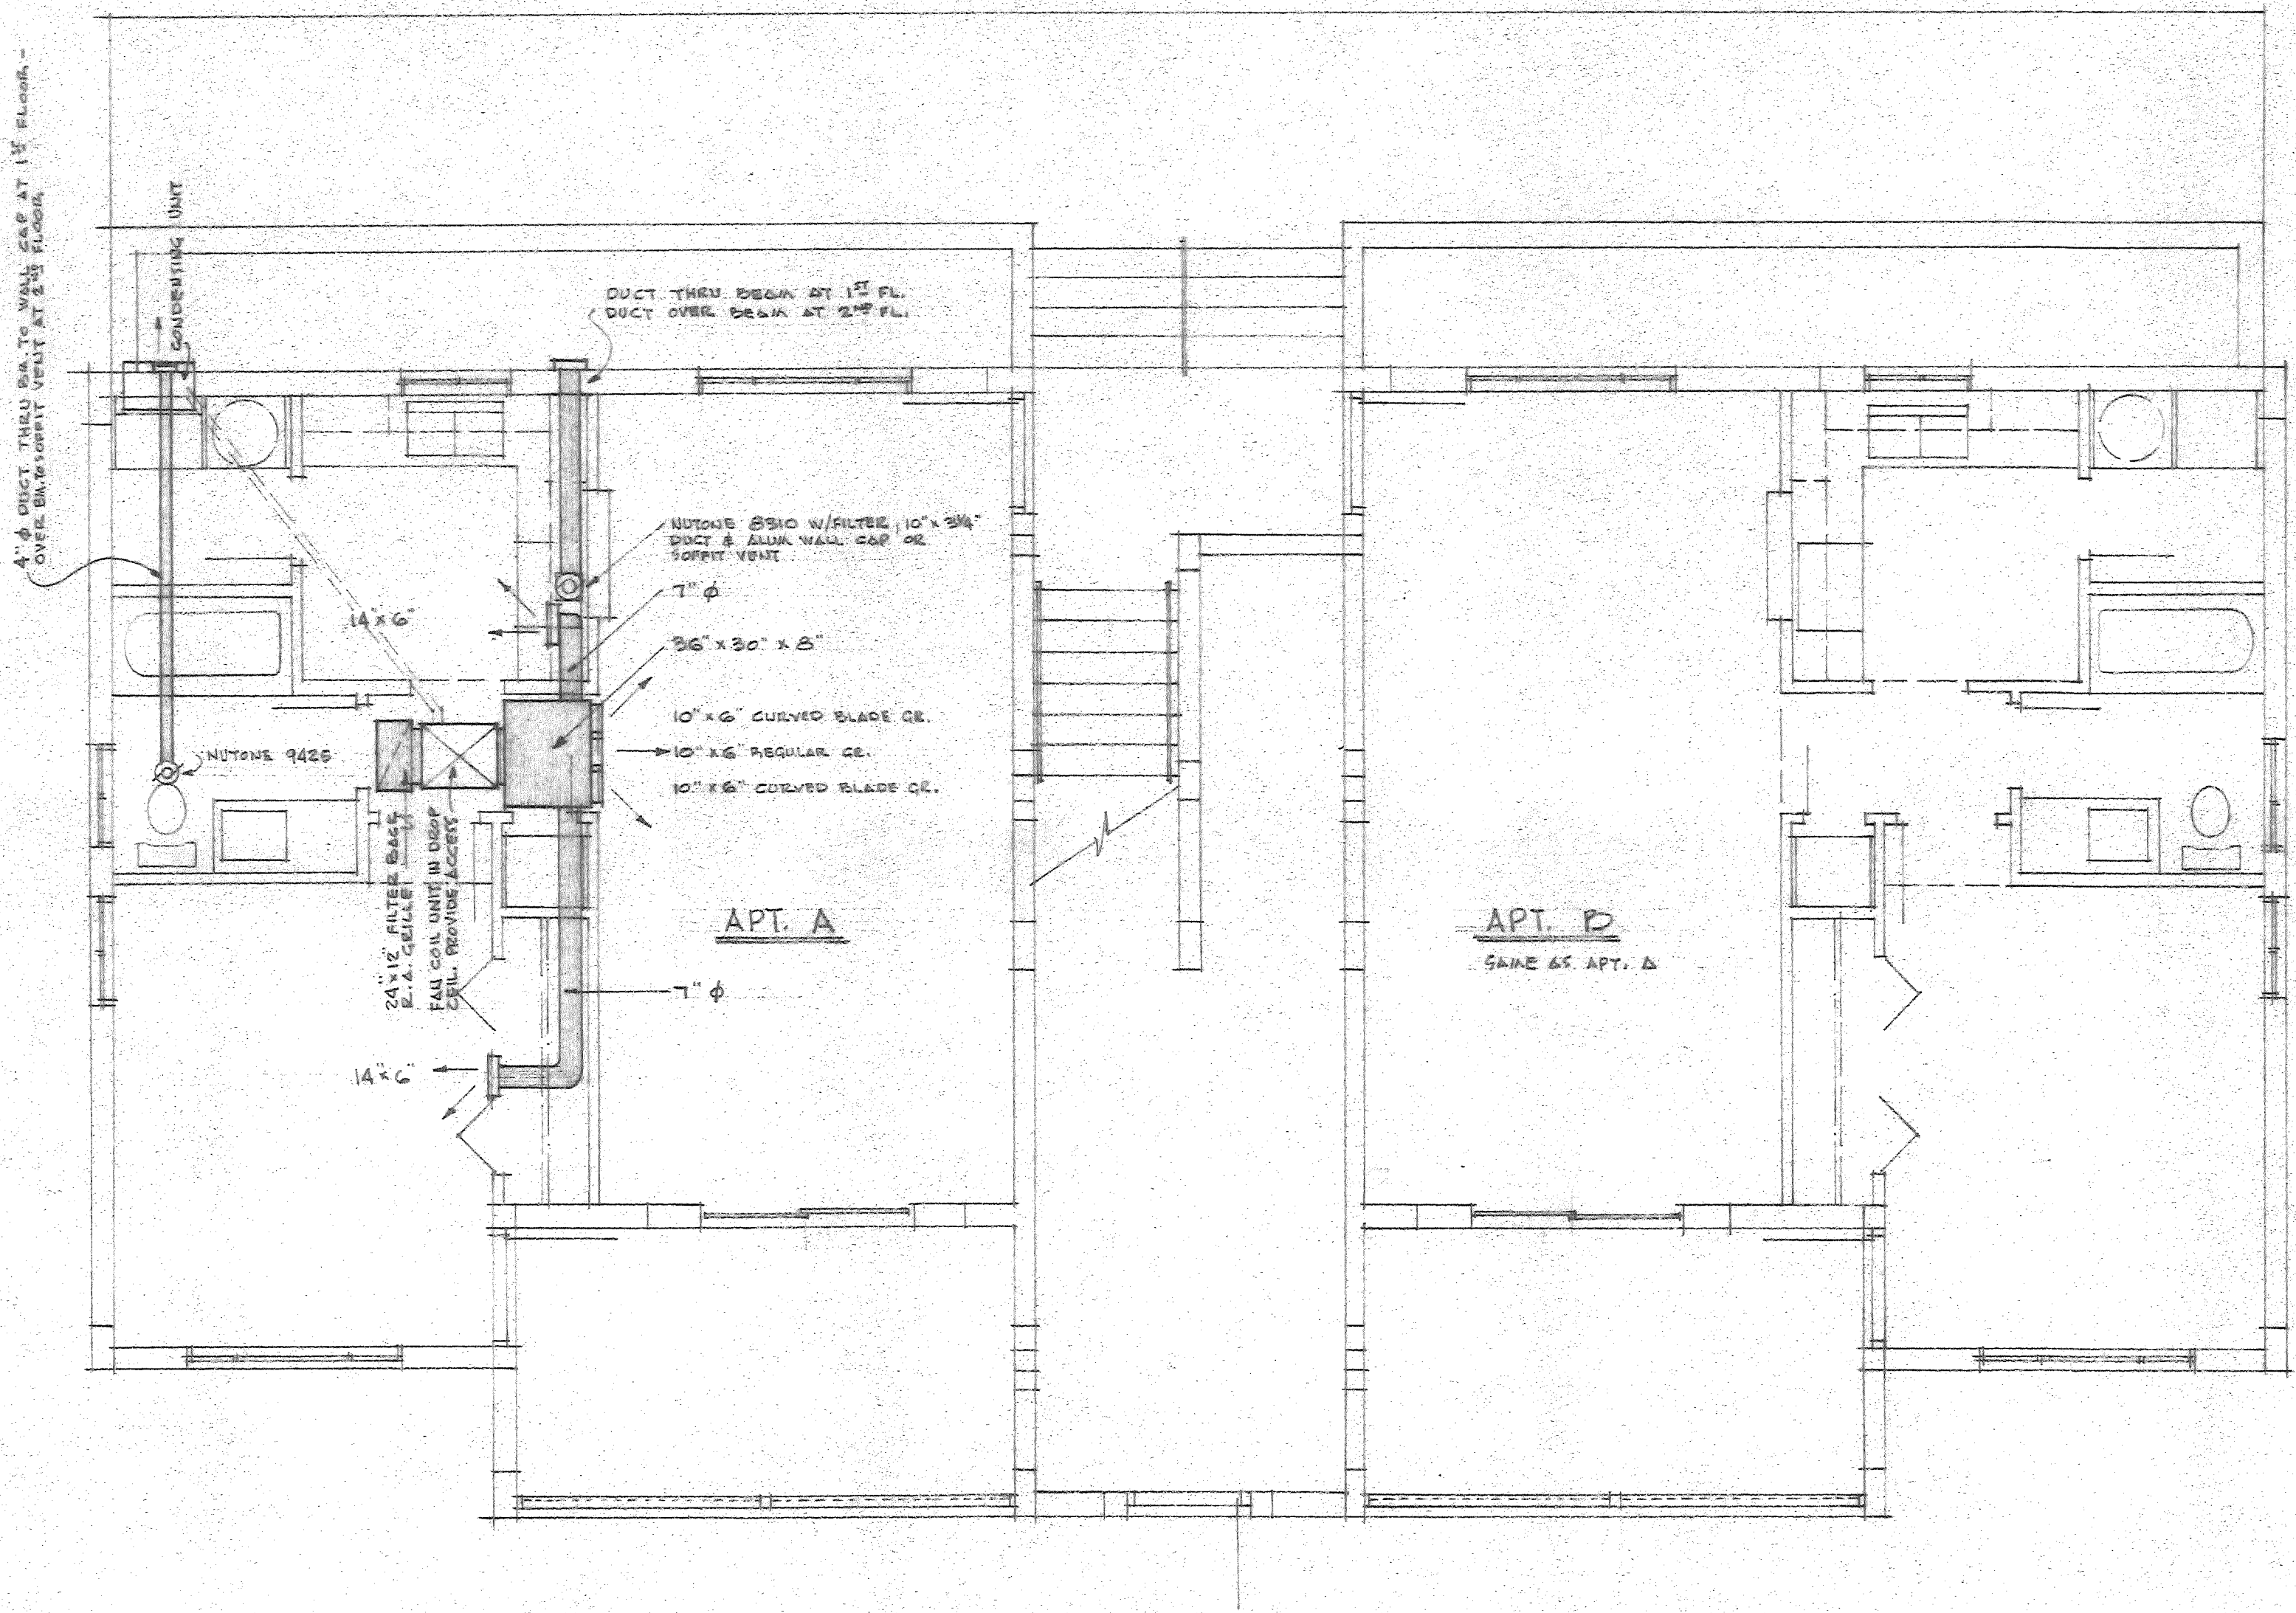 4" ϕ DUCT THRU BM. TO WALL CAP AT 1ST FLOOR -
OVER BM. TO SOFFIT VENT AT 2ND FLOOR
CONDENSING UNIT
DUCT THRU BEAM AT 1ST FL.
DUCT OVER BEAM AT 2ND FL.
NUTONE 8310 W/FILTER, 10" x 3¼"
DUCT & ALUM WALL CAP OR
SOFFIT VENT
7" ϕ
14" x 6"
36" x 30" x 8"
10" x 6" CURVED BLADE GR.
10" x 6" REGULAR GR.
10" x 6" CURVED BLADE GR.
NUTONE 9425
24" x 12" FILTER BACK
R.A. GRILLE
FAN COIL UNIT IN DROP
CEIL. PROVIDE ACCESS
APT. A
APT. B
SAME AS APT. A
7" ϕ
14" x 6"